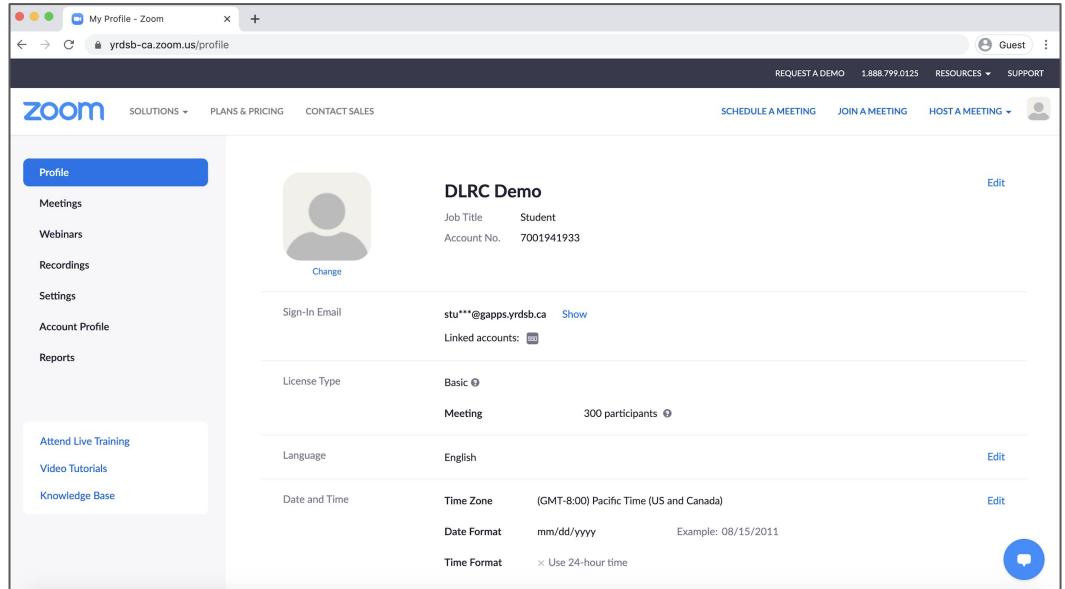 My Profile - Zoom
yrdsb-ca.zoom.us/profile
Guest
REQUEST A DEMO 1.888.799.0125 RESOURCES SUPPORT
zoom SOLUTIONS PLANS & PRICING CONTACT SALES SCHEDULE A MEETING JOIN A MEETING HOST A MEETING
Profile
Meetings
Webinars
Recordings
Settings
Account Profile
Reports
Attend Live Training
Video Tutorials
Knowledge Base
Change
DLRC Demo
Edit
Job Title Student
Account No. 7001941933
Sign-In Email stu***@gapps.yrdsb.ca Show
Linked accounts: SSO
License Type Basic
Meeting 300 participants
Language English Edit
Date and Time Time Zone (GMT-8:00) Pacific Time (US and Canada) Edit
Date Format mm/dd/yyyy Example: 08/15/2011
Time Format × Use 24-hour time